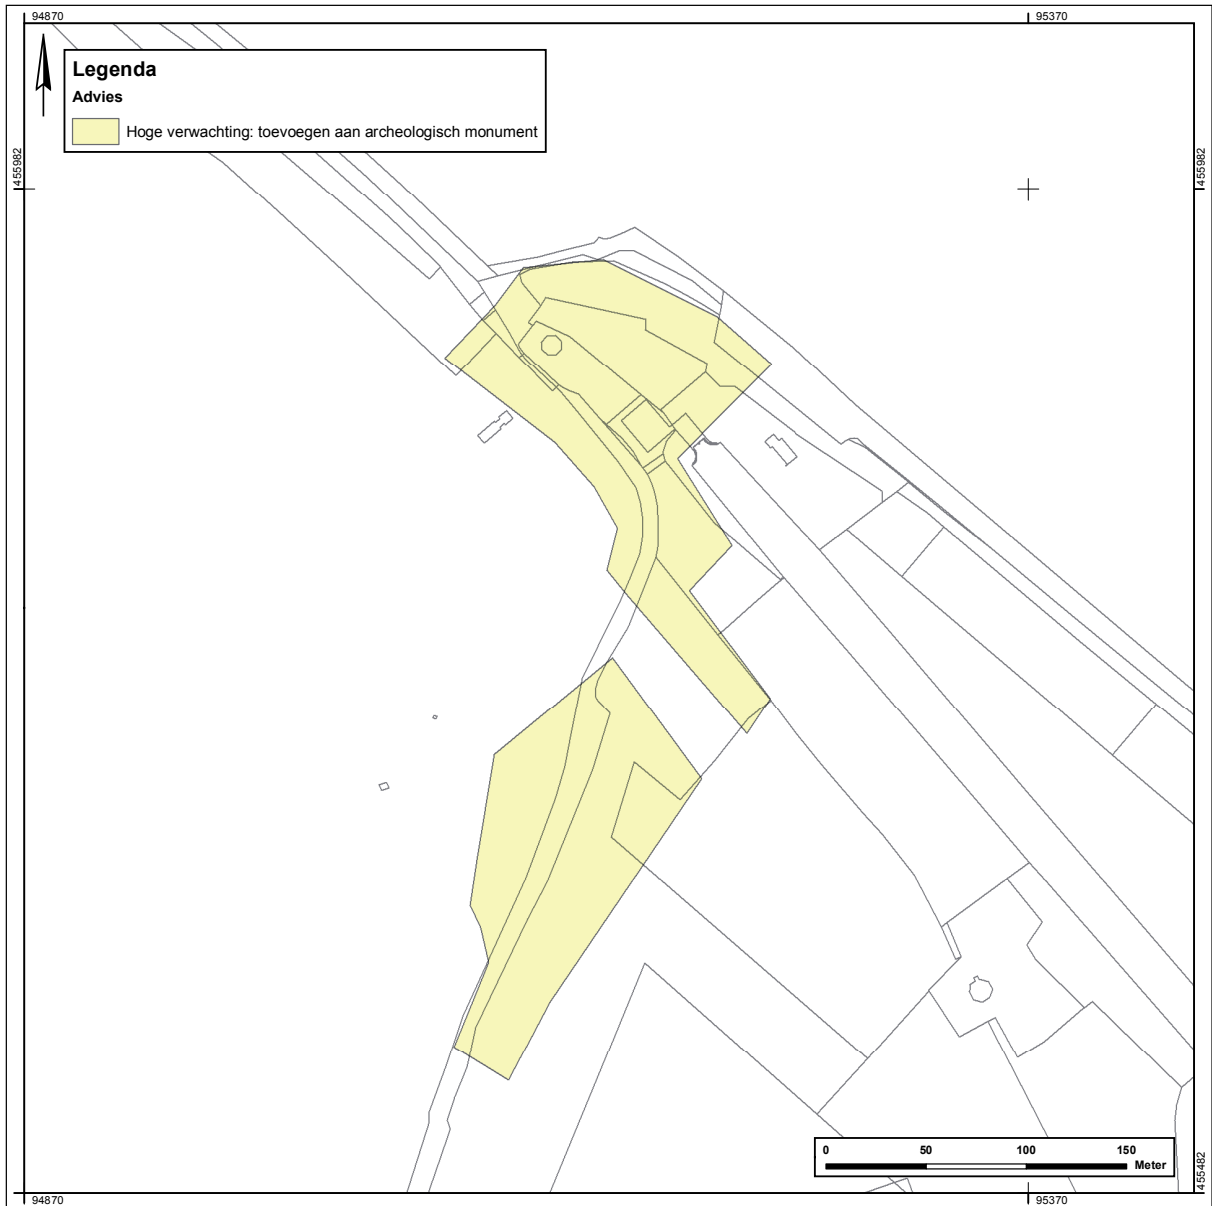 94870
95370
Legenda
Advies
Hoge verwachting: toevoegen aan archeologisch monument
455982
455982
0
50
100
150
Meter
455482
94870
95370